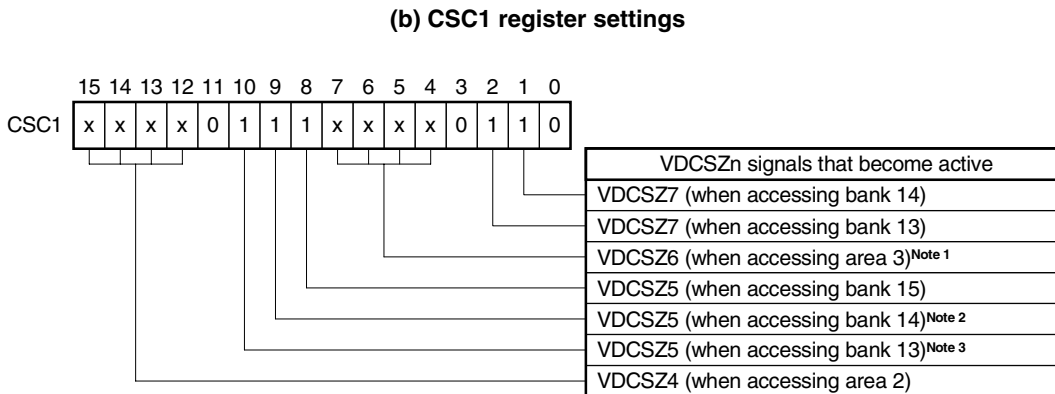 (b) CSC1 register settings
15 14 13 12 11 10 9 8 7 6 5 4 3 2 1 0
CSC1 x x x x 0 1 1 1 x x x x 0 1 1 0
VDCSZn signals that become active
VDCSZ7 (when accessing bank 14)
VDCSZ7 (when accessing bank 13)
VDCSZ6 (when accessing area 3)Note 1
VDCSZ5 (when accessing bank 15)
VDCSZ5 (when accessing bank 14)Note 2
VDCSZ5 (when accessing bank 13)Note 3
VDCSZ4 (when accessing area 2)